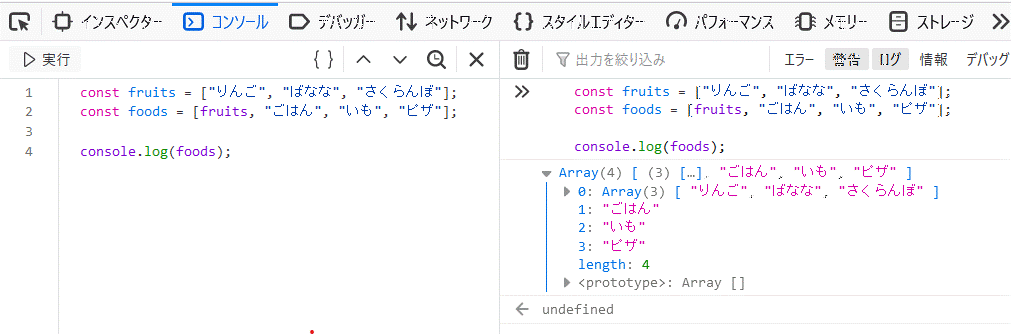 インスペクター コンソール デバッガー ネットワーク {} スタイルエディター パフォーマンス メモリー ストレージ
実行 {} 出力を絞り込み エラー 警告 ログ 情報 デバッグ
1 const fruits = ["りんご", "ばなな", "さくらんぼ"];
2 const foods = [fruits, "ごはん", "いも", "ピザ"];
3
4 console.log(foods);
const fruits = ["りんご", "ばなな", "さくらんぼ"];
const foods = [fruits, "ごはん", "いも", "ピザ"];
console.log(foods);
Array(4) [ (3) […], "ごはん", "いも", "ピザ" ]
0: Array(3) [ "りんご", "ばなな", "さくらんぼ" ]
1: "ごはん"
2: "いも"
3: "ピザ"
length: 4
<prototype>: Array []
undefined